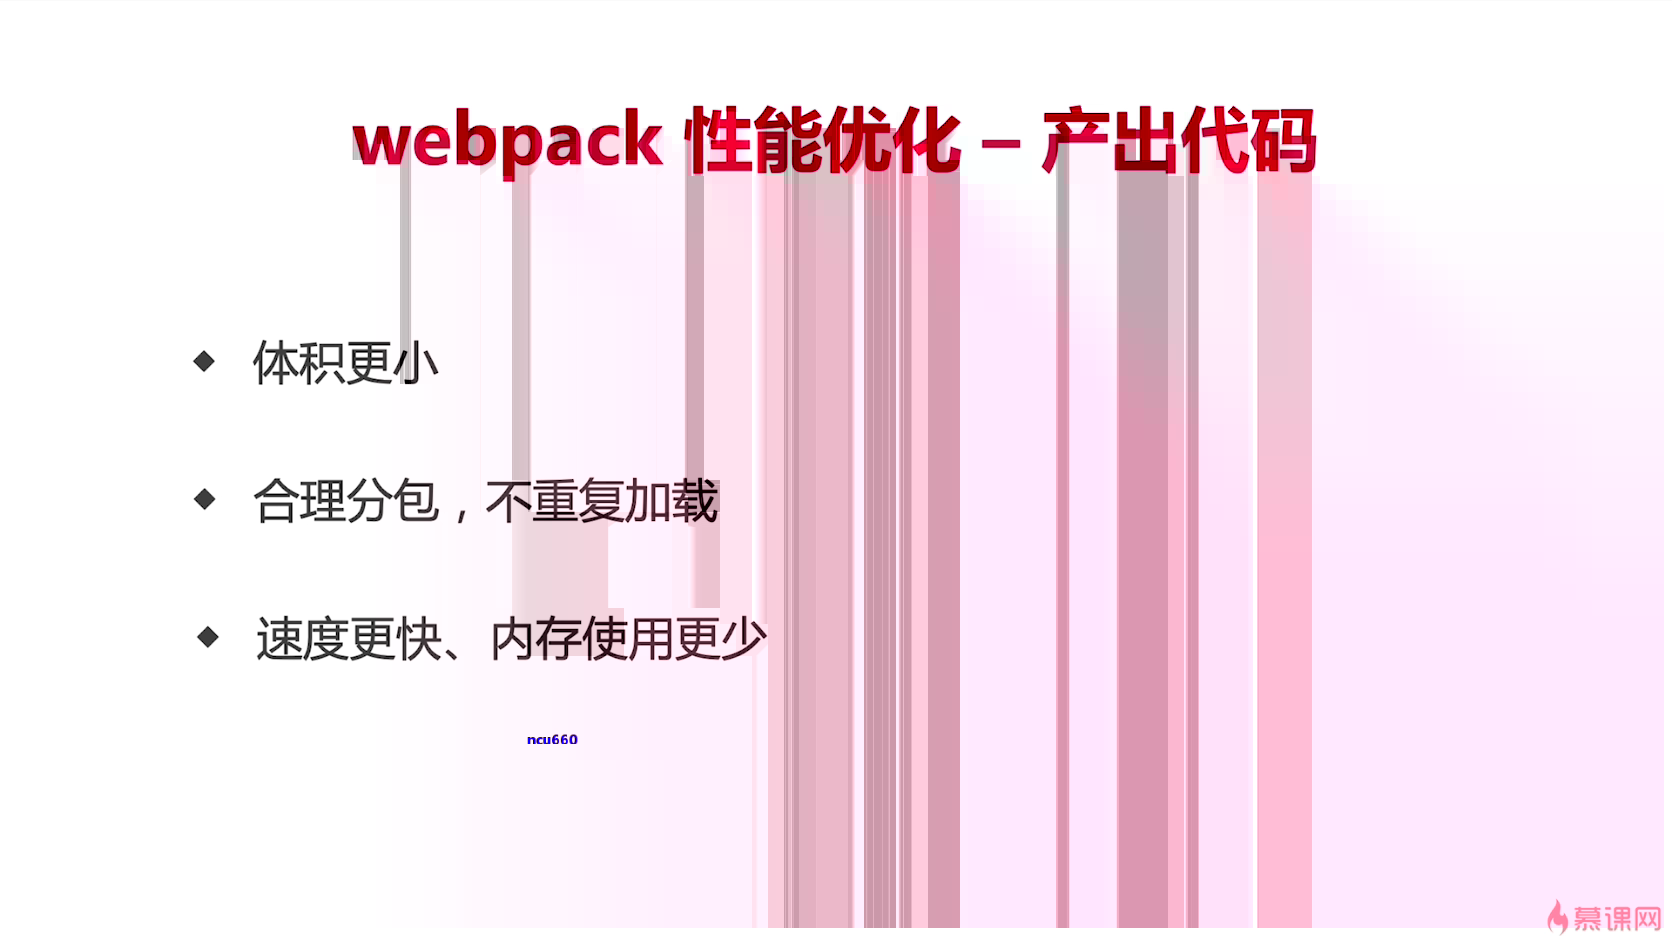 webpack 性能优化 – 产出代码
◆ 体积更小
◆ 合理分包，不重复加载
◆ 速度更快、内存使用更少
ncu660
慕课网